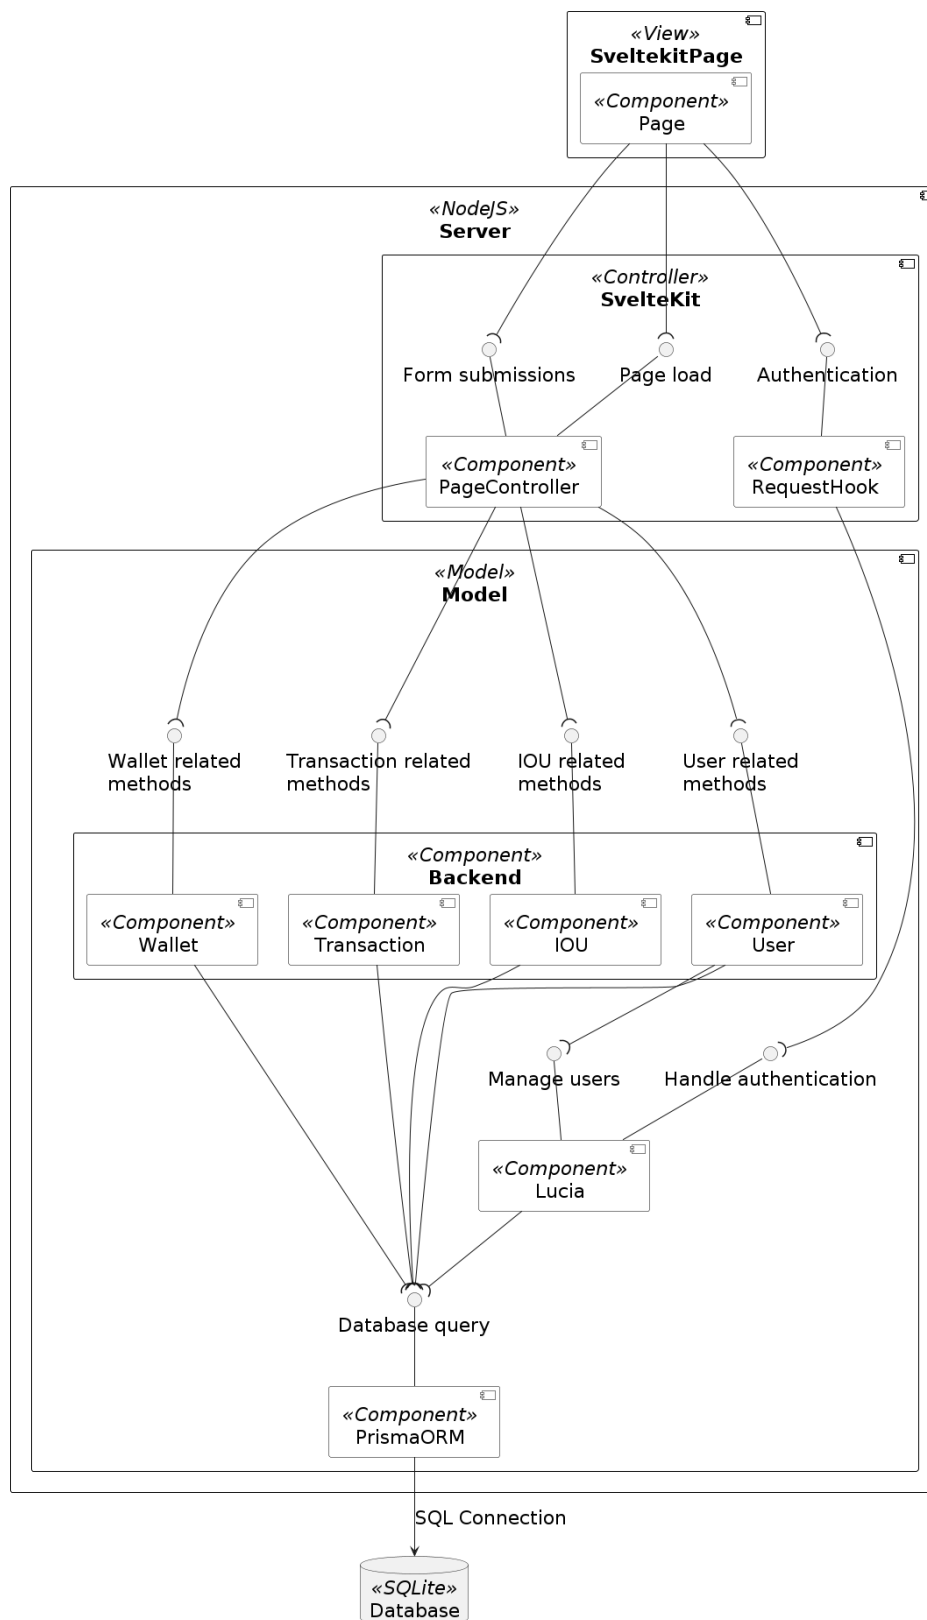 «View»
SveltekitPage
«Component»
Page
«NodeJS»
Server
«Controller»
SvelteKit
Form submissions
Page load
Authentication
«Component»
PageController
«Component»
RequestHook
«Model»
Model
Wallet related
methods
Transaction related
methods
IOU related
methods
User related
methods
«Component»
Backend
«Component»
Wallet
«Component»
Transaction
«Component»
IOU
«Component»
User
Manage users
Handle authentication
«Component»
Lucia
Database query
«Component»
PrismaORM
SQL Connection
«SQLite»
Database